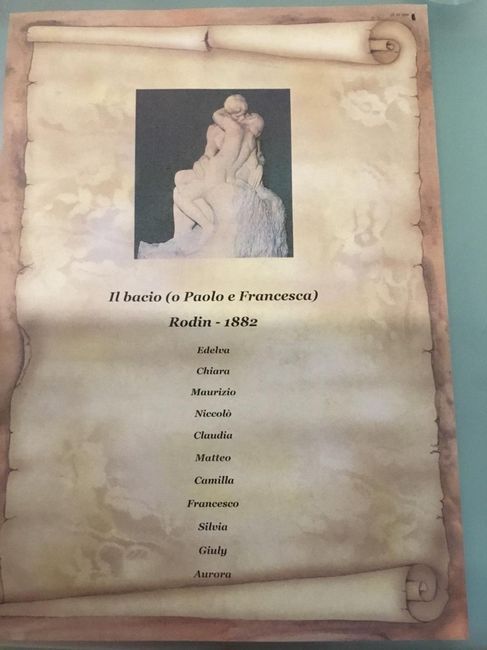 Il bacio (o Paolo e Francesca)
Rodin - 1882
Edelva
Chiara
Maurizio
Niccolò
Claudia
Matteo
Camilla
Francesco
Silvia
Giuly
Aurora